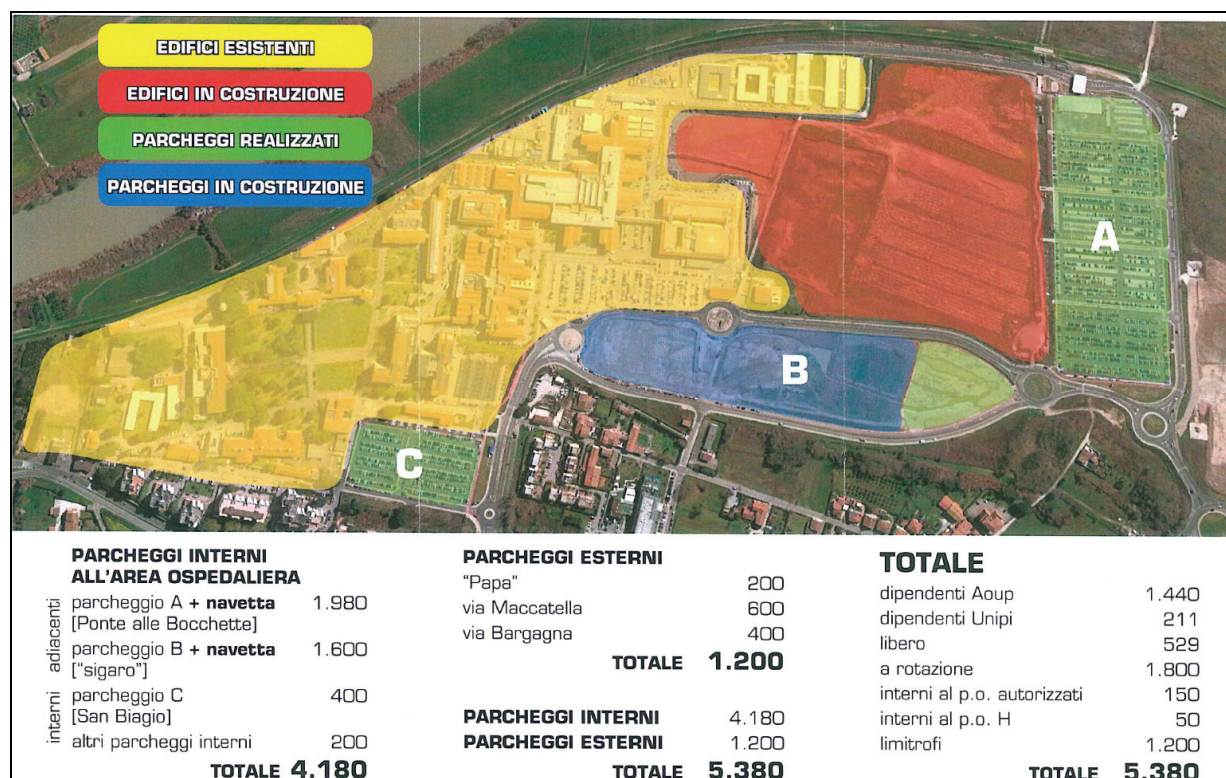 EDIFICI ESISTENTI
EDIFICI IN COSTRUZIONE
PARCHEGGI REALIZZATI
PARCHEGGI IN COSTRUZIONE
A
B
C
PARCHEGGI INTERNI
ALL'AREA OSPEDALIERA
adiacenti
parcheggio A + navetta 1.980
[Ponte alle Bocchette]
parcheggio B + navetta 1.600
["sigaro"]
interni
parcheggio C 400
[San Biagio]
altri parcheggi interni 200
TOTALE 4.180
PARCHEGGI ESTERNI
"Papa" 200
via Maccatella 600
via Bargagna 400
TOTALE 1.200
PARCHEGGI INTERNI 4.180
PARCHEGGI ESTERNI 1.200
TOTALE 5.380
TOTALE
dipendenti Aoup 1.440
dipendenti Unipi 211
libero 529
a rotazione 1.800
interni al p.o. autorizzati 150
interni al p.o. H 50
limitrofi 1.200
TOTALE 5.380